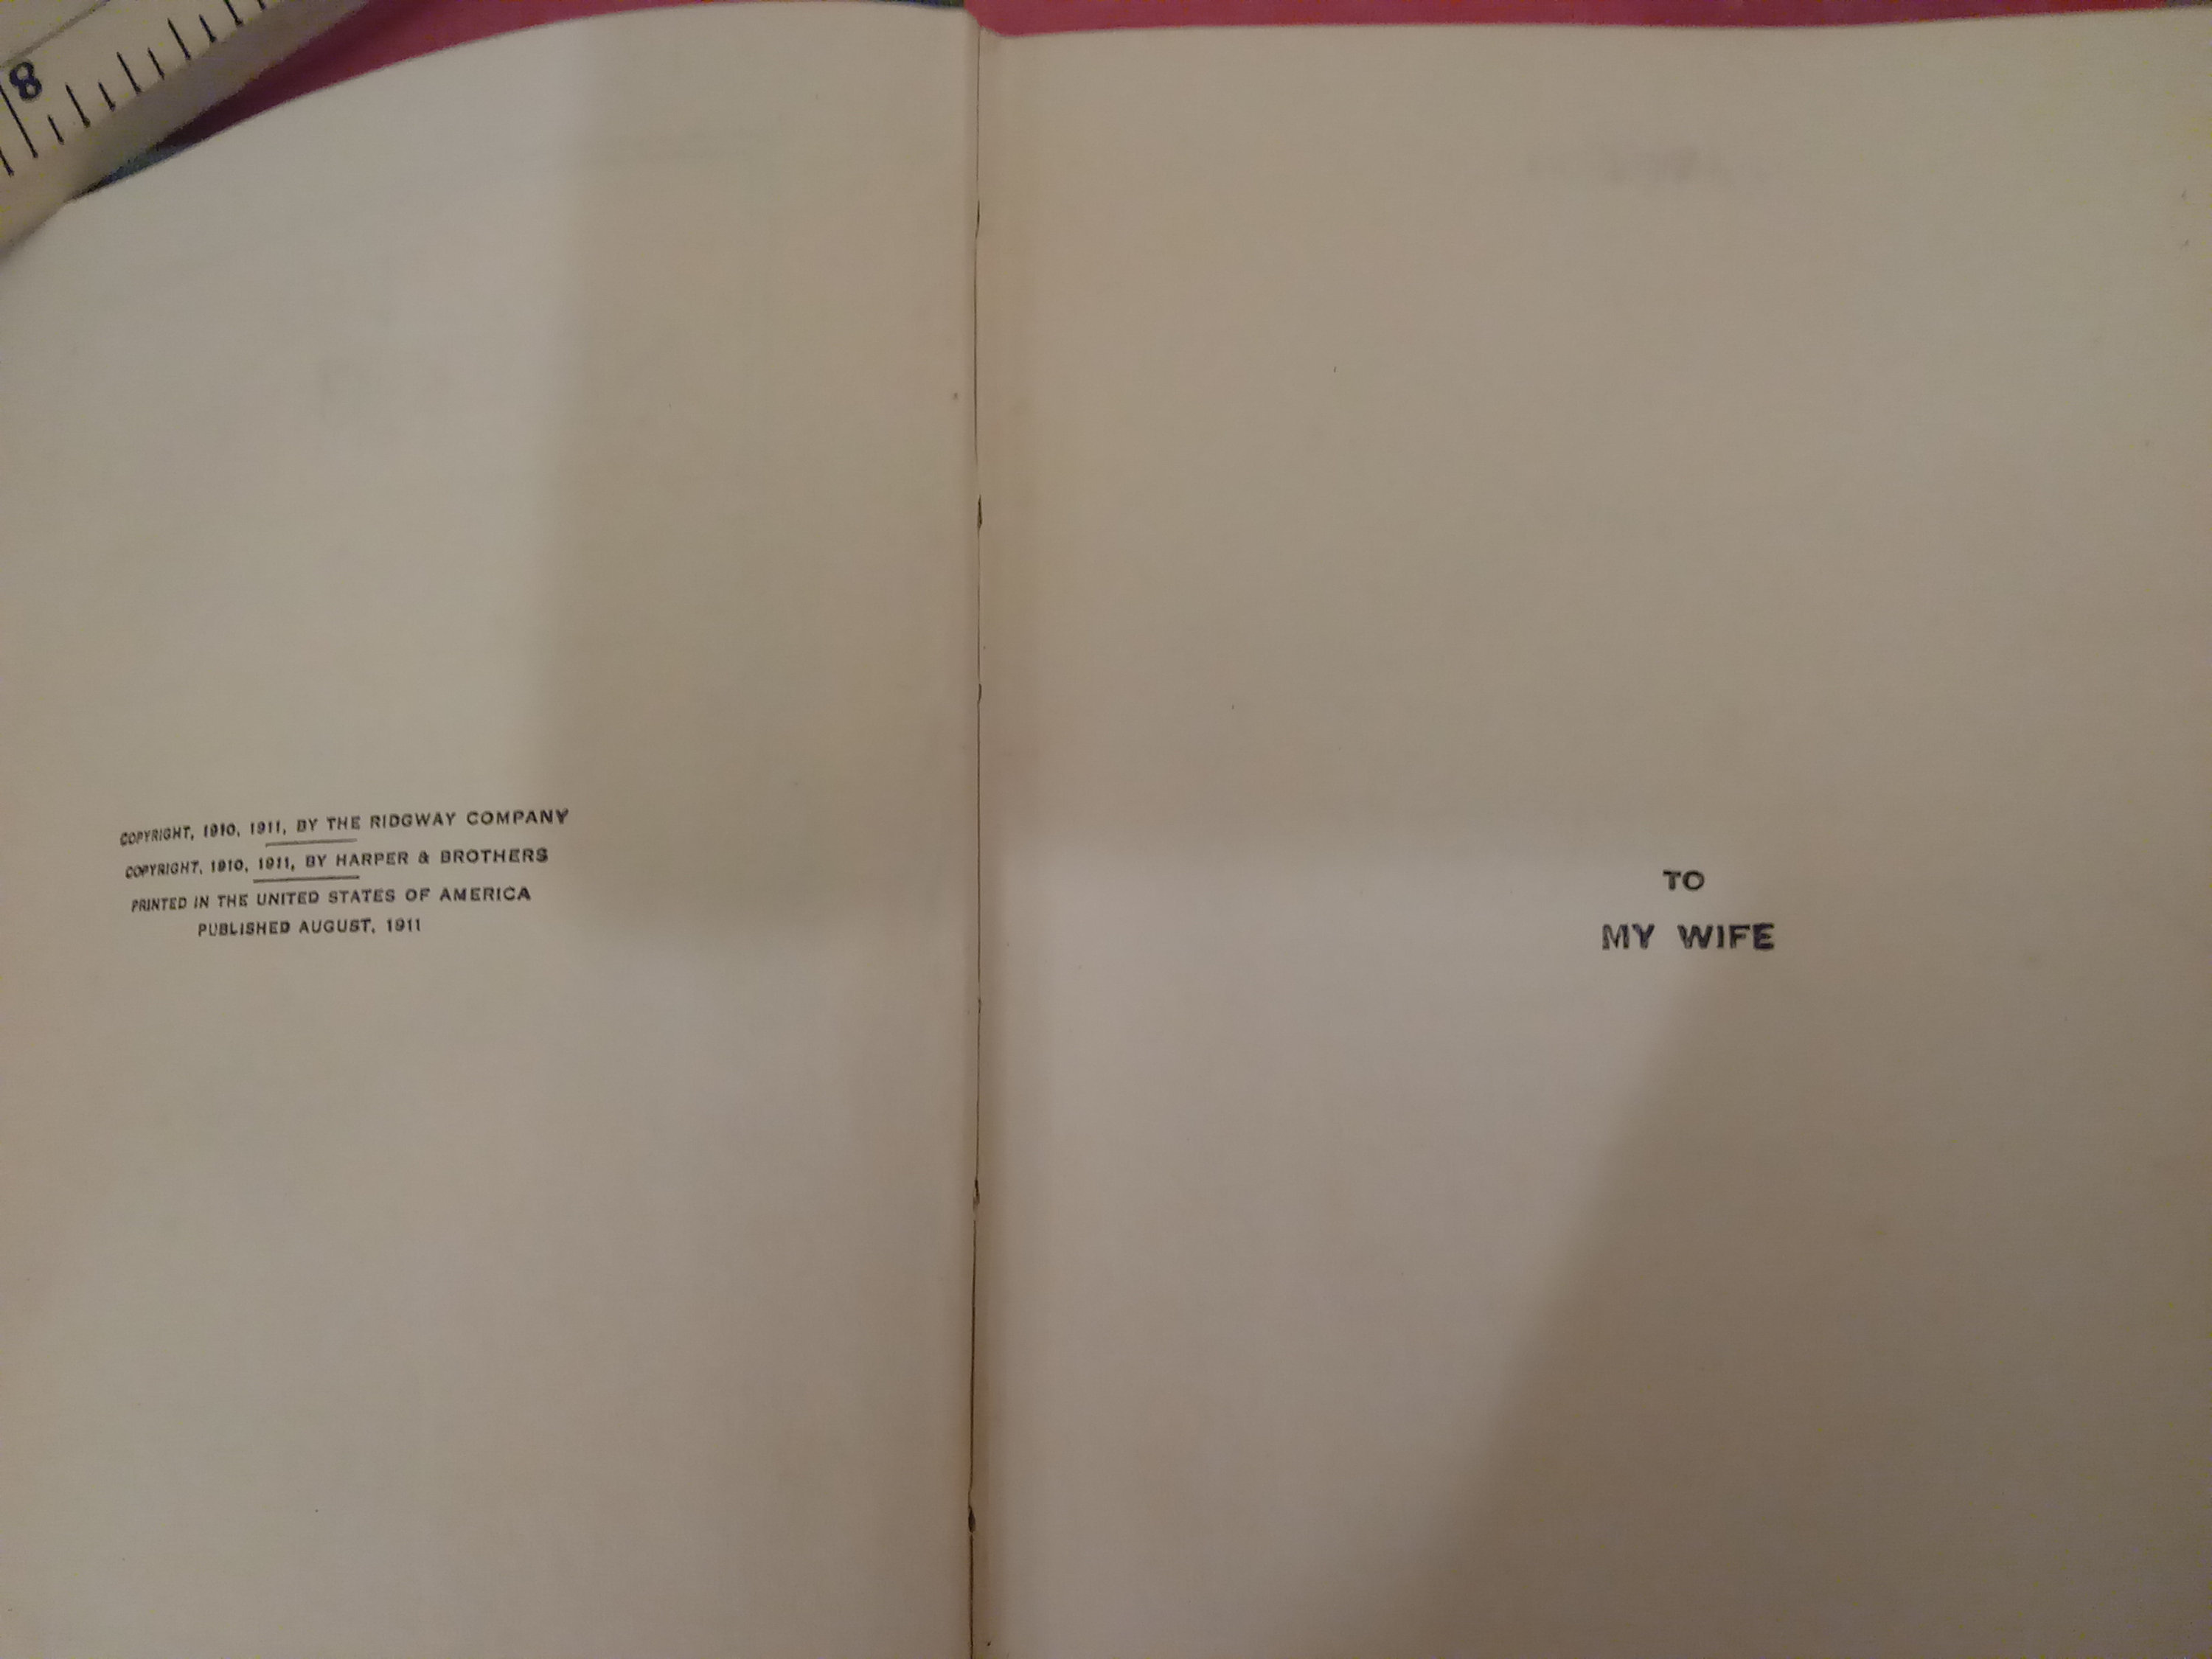 8
COPYRIGHT, 1910, 1911, BY THE RIDGWAY COMPANY
COPYRIGHT, 1910, 1911, BY HARPER & BROTHERS
PRINTED IN THE UNITED STATES OF AMERICA
PUBLISHED AUGUST, 1911
TO
MY WIFE